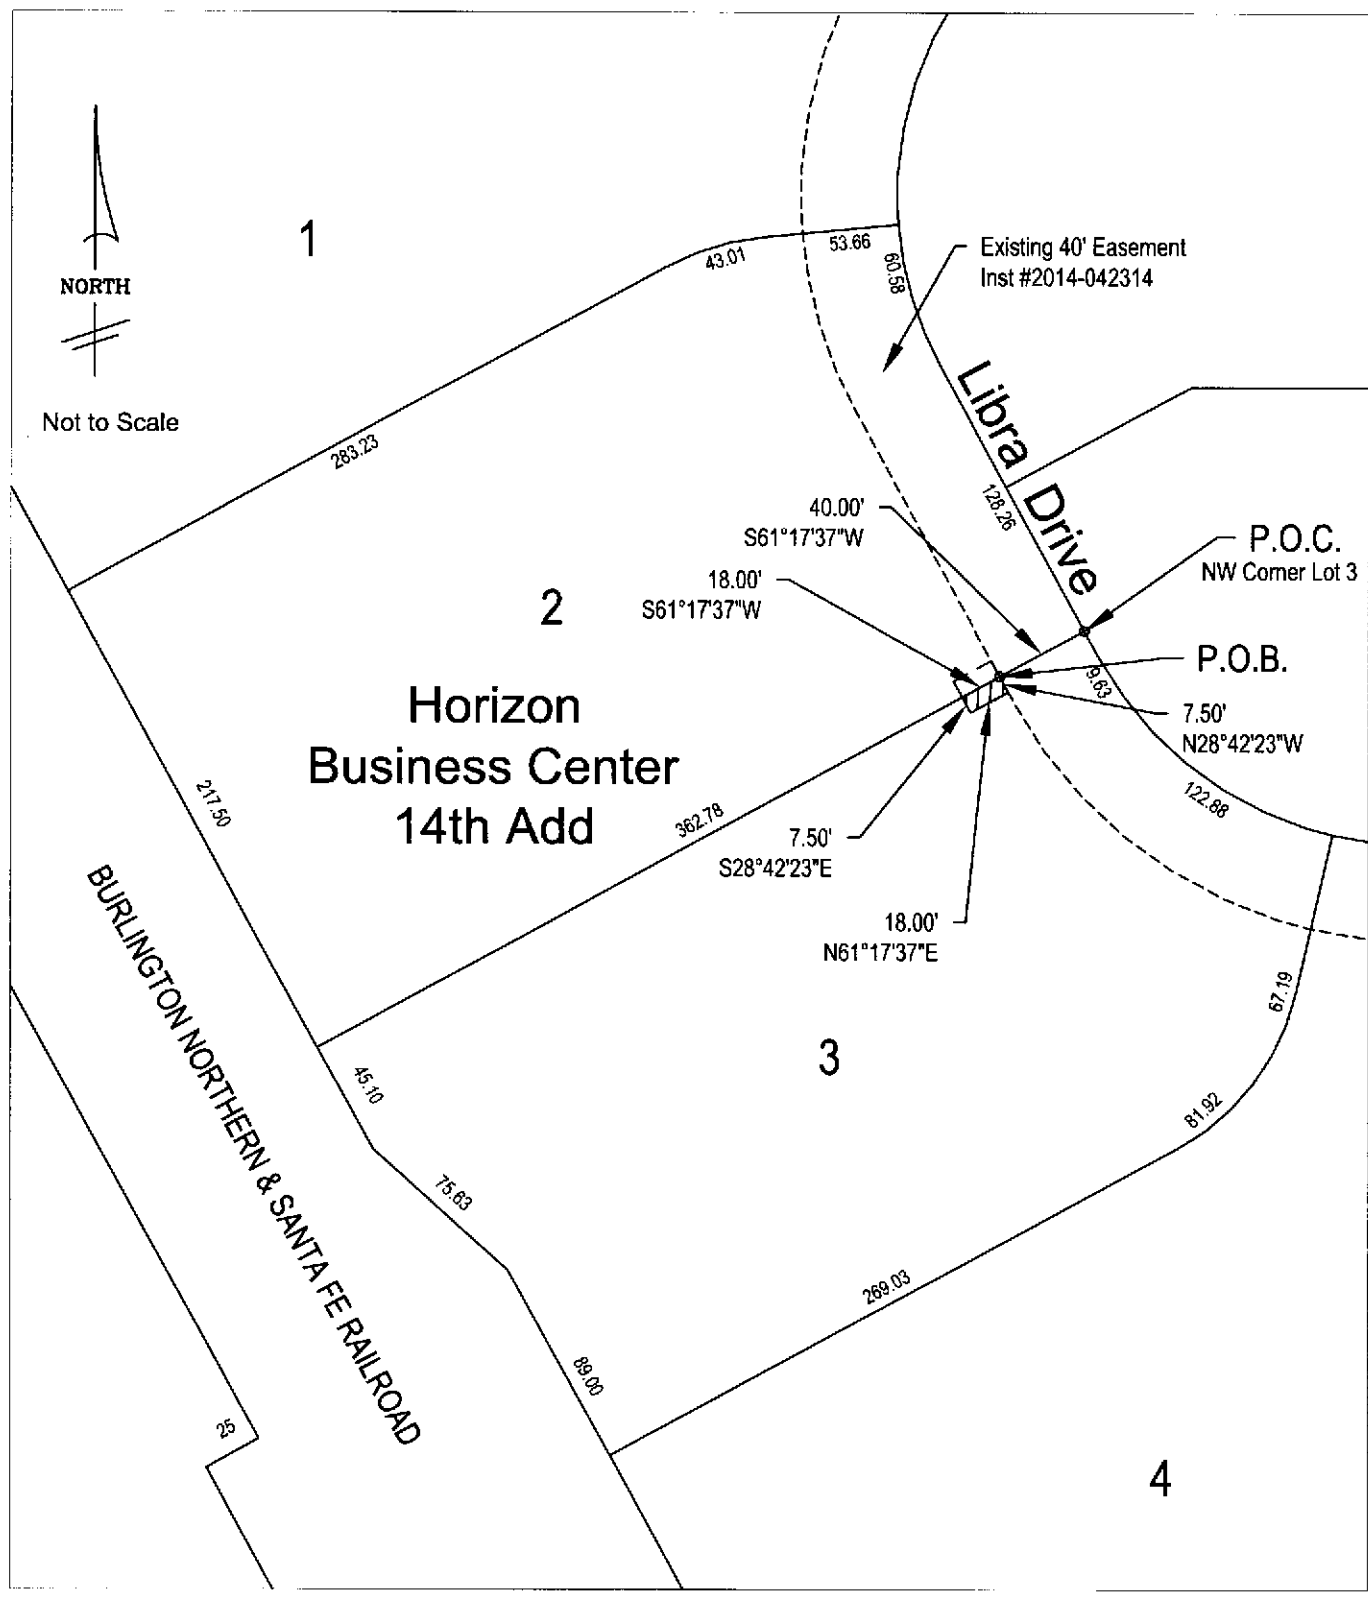 1
NORTH
Not to Scale
43.01
53.66
60.58
Existing 40' Easement
Inst #2014-042314
283.23
Libra Drive
128.26
40.00'
S61°17'37"W
18.00'
S61°17'37"W
P.O.C.
NW Corner Lot 3
2
P.O.B.
9.63
7.50'
N28°42'23"W
Horizon
Business Center
14th Add
217.50
362.78
122.88
7.50'
S28°42'23"E
18.00'
N61°17'37"E
BURLINGTON NORTHERN & SANTA FE RAILROAD
67.19
3
45.10
81.92
75.63
269.03
89.00
25
4